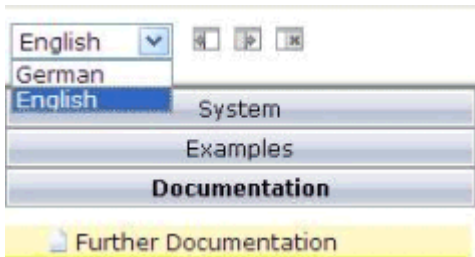 English
German
English
System
Examples
Documentation
Further Documentation